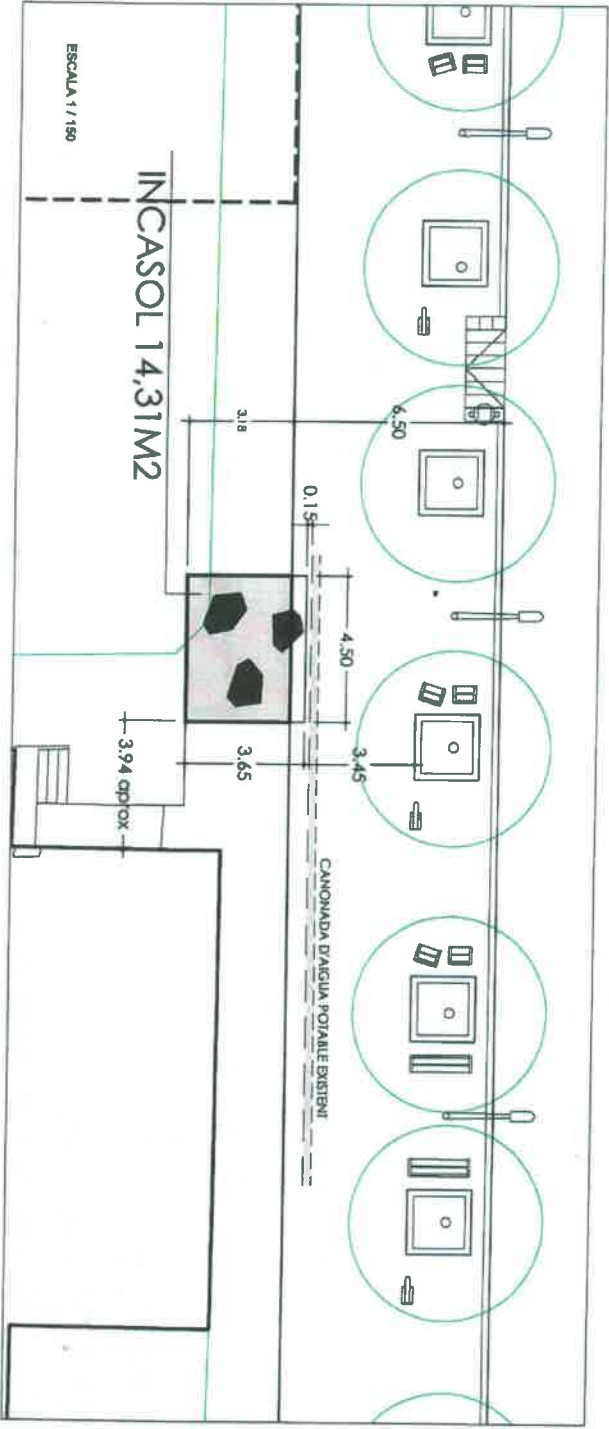 ESCALA 1 / 150
INCASOL 14,31M2
6.50
3.18
0.15
4.50
3.45
3.65
3.94 aprox
CANONADA D'AIGUA POTABLE EXISTENT